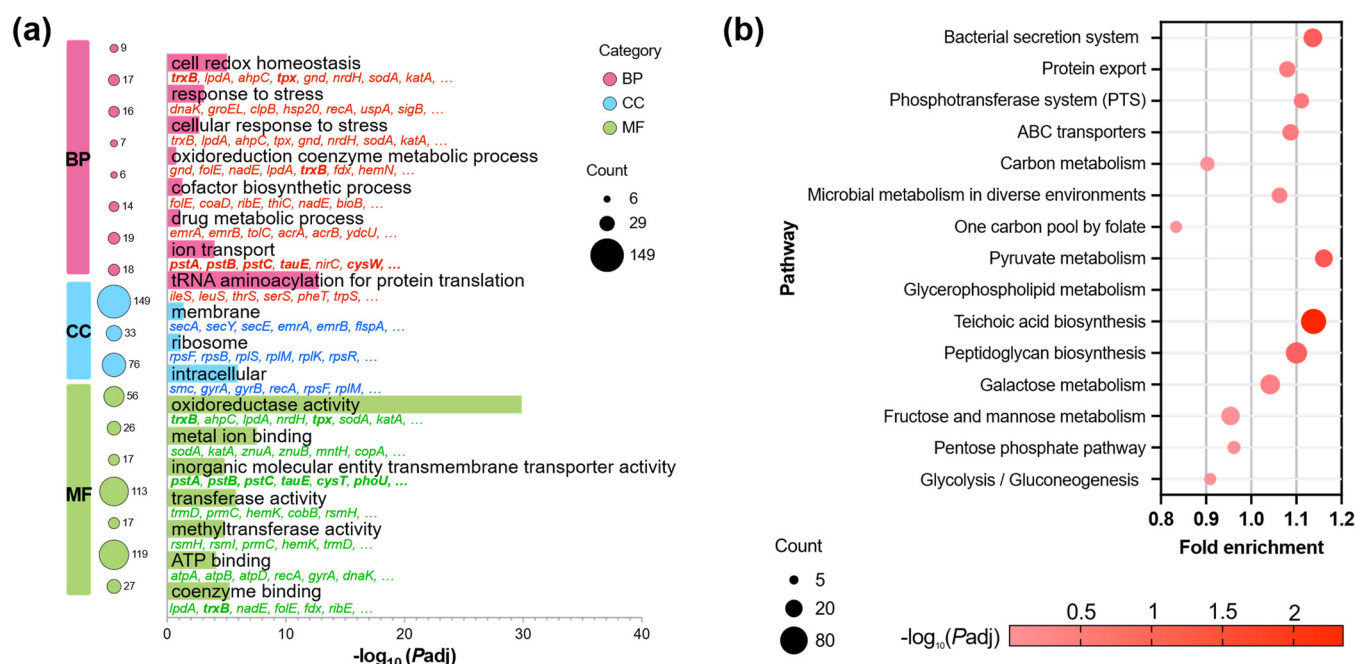 (a)
BP
CC
MF
9
17
16
7
6
14
19
18
149
33
76
56
26
17
113
17
119
27
cell redox homeostasis
trxB, lpdA, ahpC, tpx, gnd, nrdH, sodA, katA, …
response to stress
dnaK, groEL, clpB, hsp20, recA, uspA, sigB, …
cellular response to stress
trxB, lpdA, ahpC, tpx, gnd, nrdH, sodA, katA, …
oxidoreduction coenzyme metabolic process
gnd, folE, nadE, lpdA, trxB, fdx, hemN, …
cofactor biosynthetic process
folE, coaD, ribE, thiC, nadE, bioB, …
drug metabolic process
emrA, emrB, tolC, acrA, acrB, ydcU, …
ion transport
pstA, pstB, pstC, tauE, nirC, cysW, …
tRNA aminoacylation for protein translation
ileS, leuS, thrS, serS, pheT, trpS, …
membrane
secA, secY, secE, emrA, emrB, flspA, …
ribosome
rpsF, rpsB, rplS, rplM, rplK, rpsR, …
intracellular
smc, gyrA, gyrB, recA, rpsF, rplM, …
oxidoreductase activity
trxB, ahpC, lpdA, nrdH, tpx, sodA, katA, …
metal ion binding
sodA, katA, znuA, znuB, mntH, copA, …
inorganic molecular entity transmembrane transporter activity
pstA, pstB, pstC, tauE, cysT, phoU, …
transferase activity
trmD, prmC, hemK, cobB, rsmH, …
methyltransferase activity
rsmH, rsmI, prmC, hemK, trmD, …
ATP binding
atpA, atpB, atpD, recA, gyrA, dnaK, …
coenzyme binding
lpdA, trxB, nadE, folE, fdx, ribE, …
0 10 20 30 40
-log10 (Padj)
Category
BP
CC
MF
Count
6
29
149
(b)
Pathway
Bacterial secretion system
Protein export
Phosphotransferase system (PTS)
ABC transporters
Carbon metabolism
Microbial metabolism in diverse environments
One carbon pool by folate
Pyruvate metabolism
Glycerophospholipid metabolism
Teichoic acid biosynthesis
Peptidoglycan biosynthesis
Galactose metabolism
Fructose and mannose metabolism
Pentose phosphate pathway
Glycolysis / Gluconeogenesis
0.8 0.9 1.0 1.1 1.2
Fold enrichment
Count
5
20
80
0.5 1 1.5 2
-log10(Padj)